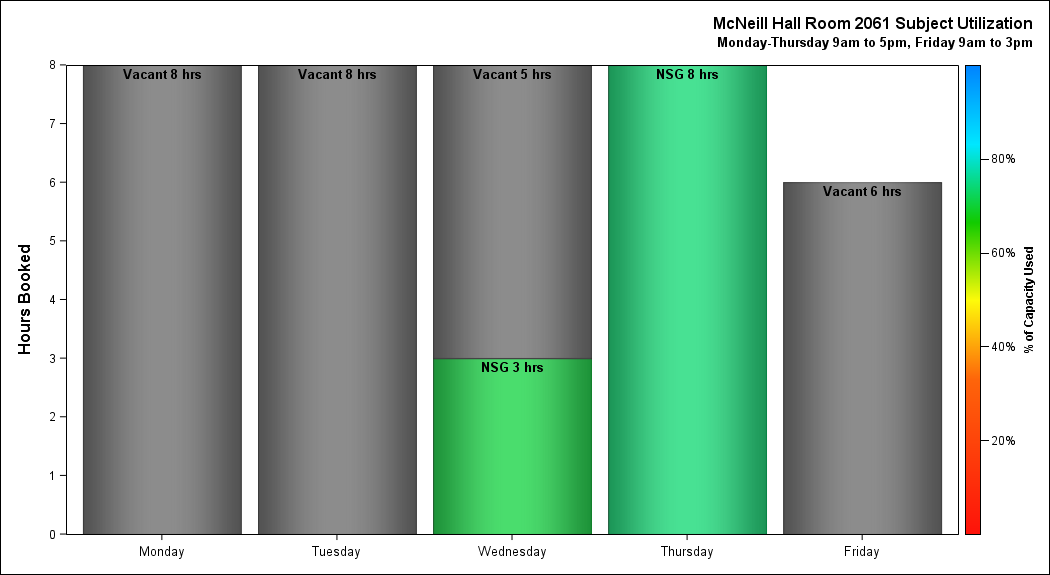 McNeill Hall Room 2061 Subject Utilization
Monday-Thursday 9am to 5pm, Friday 9am to 3pm
Hours Booked
8
7
6
5
4
3
2
1
0
Vacant 8 hrs
Vacant 8 hrs
Vacant 5 hrs
NSG 3 hrs
NSG 8 hrs
Vacant 6 hrs
Monday
Tuesday
Wednesday
Thursday
Friday
80%
60%
40%
20%
% of Capacity Used